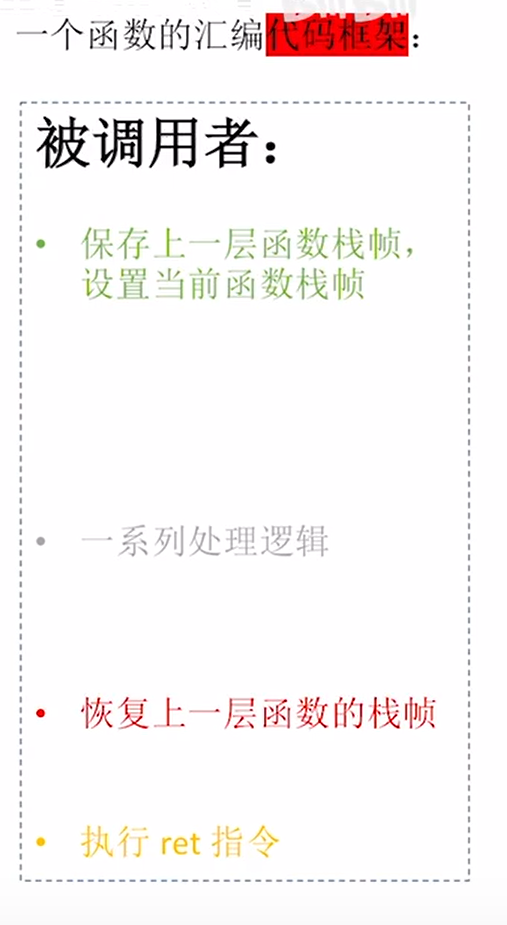 一个函数的汇编代码框架：
被调用者：
• 保存上一层函数栈帧，
设置当前函数栈帧
• 一系列处理逻辑
• 恢复上一层函数的栈帧
• 执行 ret 指令